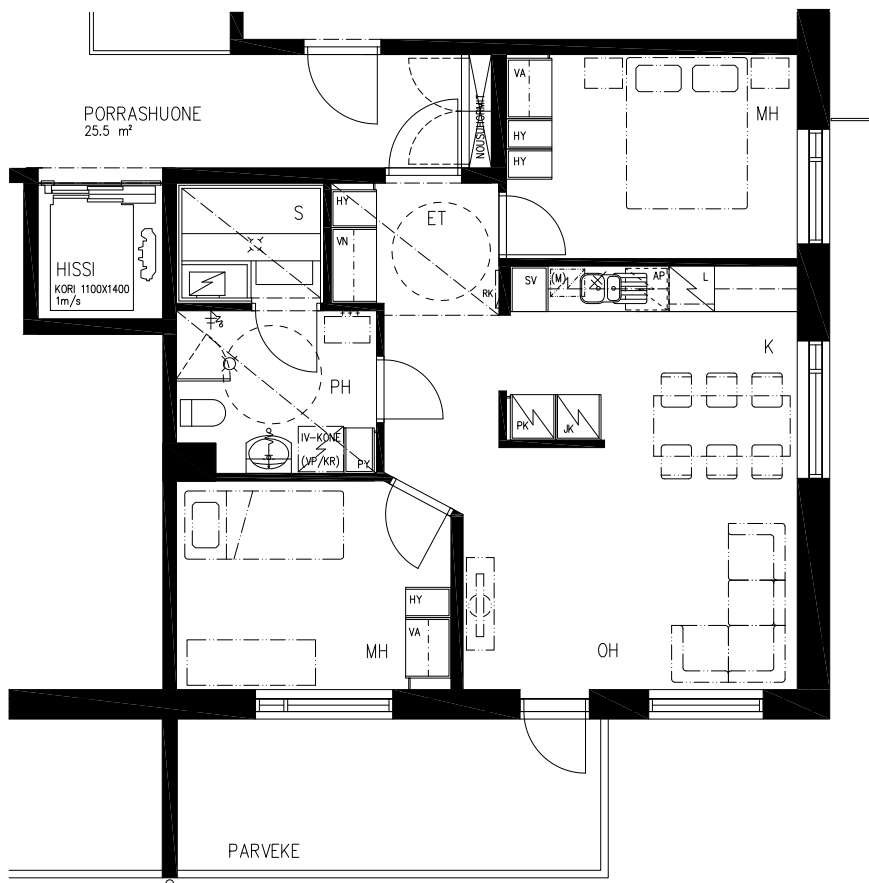 PORRASHUONE
25.5 m²
NOUSUHORMIT
VA
HY
HY
MH
HISSI
KORI 1100X1400
1m/s
S
HY
VN
ET
RK
SV
(M)
AP
L
K
PH
IV-KONE
(VP/KR)
PY
PK
JK
MH
HY
VA
OH
PARVEKE